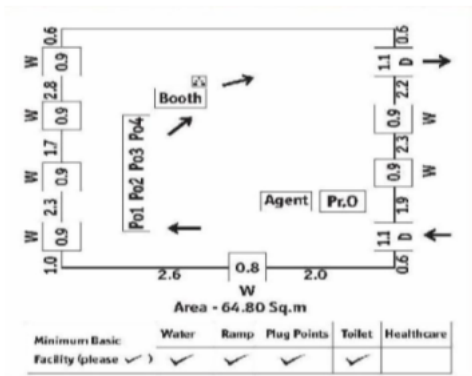 0.6
0.6
W 0.9
1.1 D
2.8
2.2
Booth
W 0.9
0.9 W
1.7
Po1 Po2 Po3 Po4
2.3
W 0.9
0.9 W
2.3
Agent Pr.O
1.9
W 0.9
1.1 D
1.0
2.6
0.8
2.0
0.6
W
Area - 64.80 Sq.m
Minimum Basic Facility (please ✓) Water Ramp Plug Points Toilet Healthcare
✓ ✓ ✓ ✓